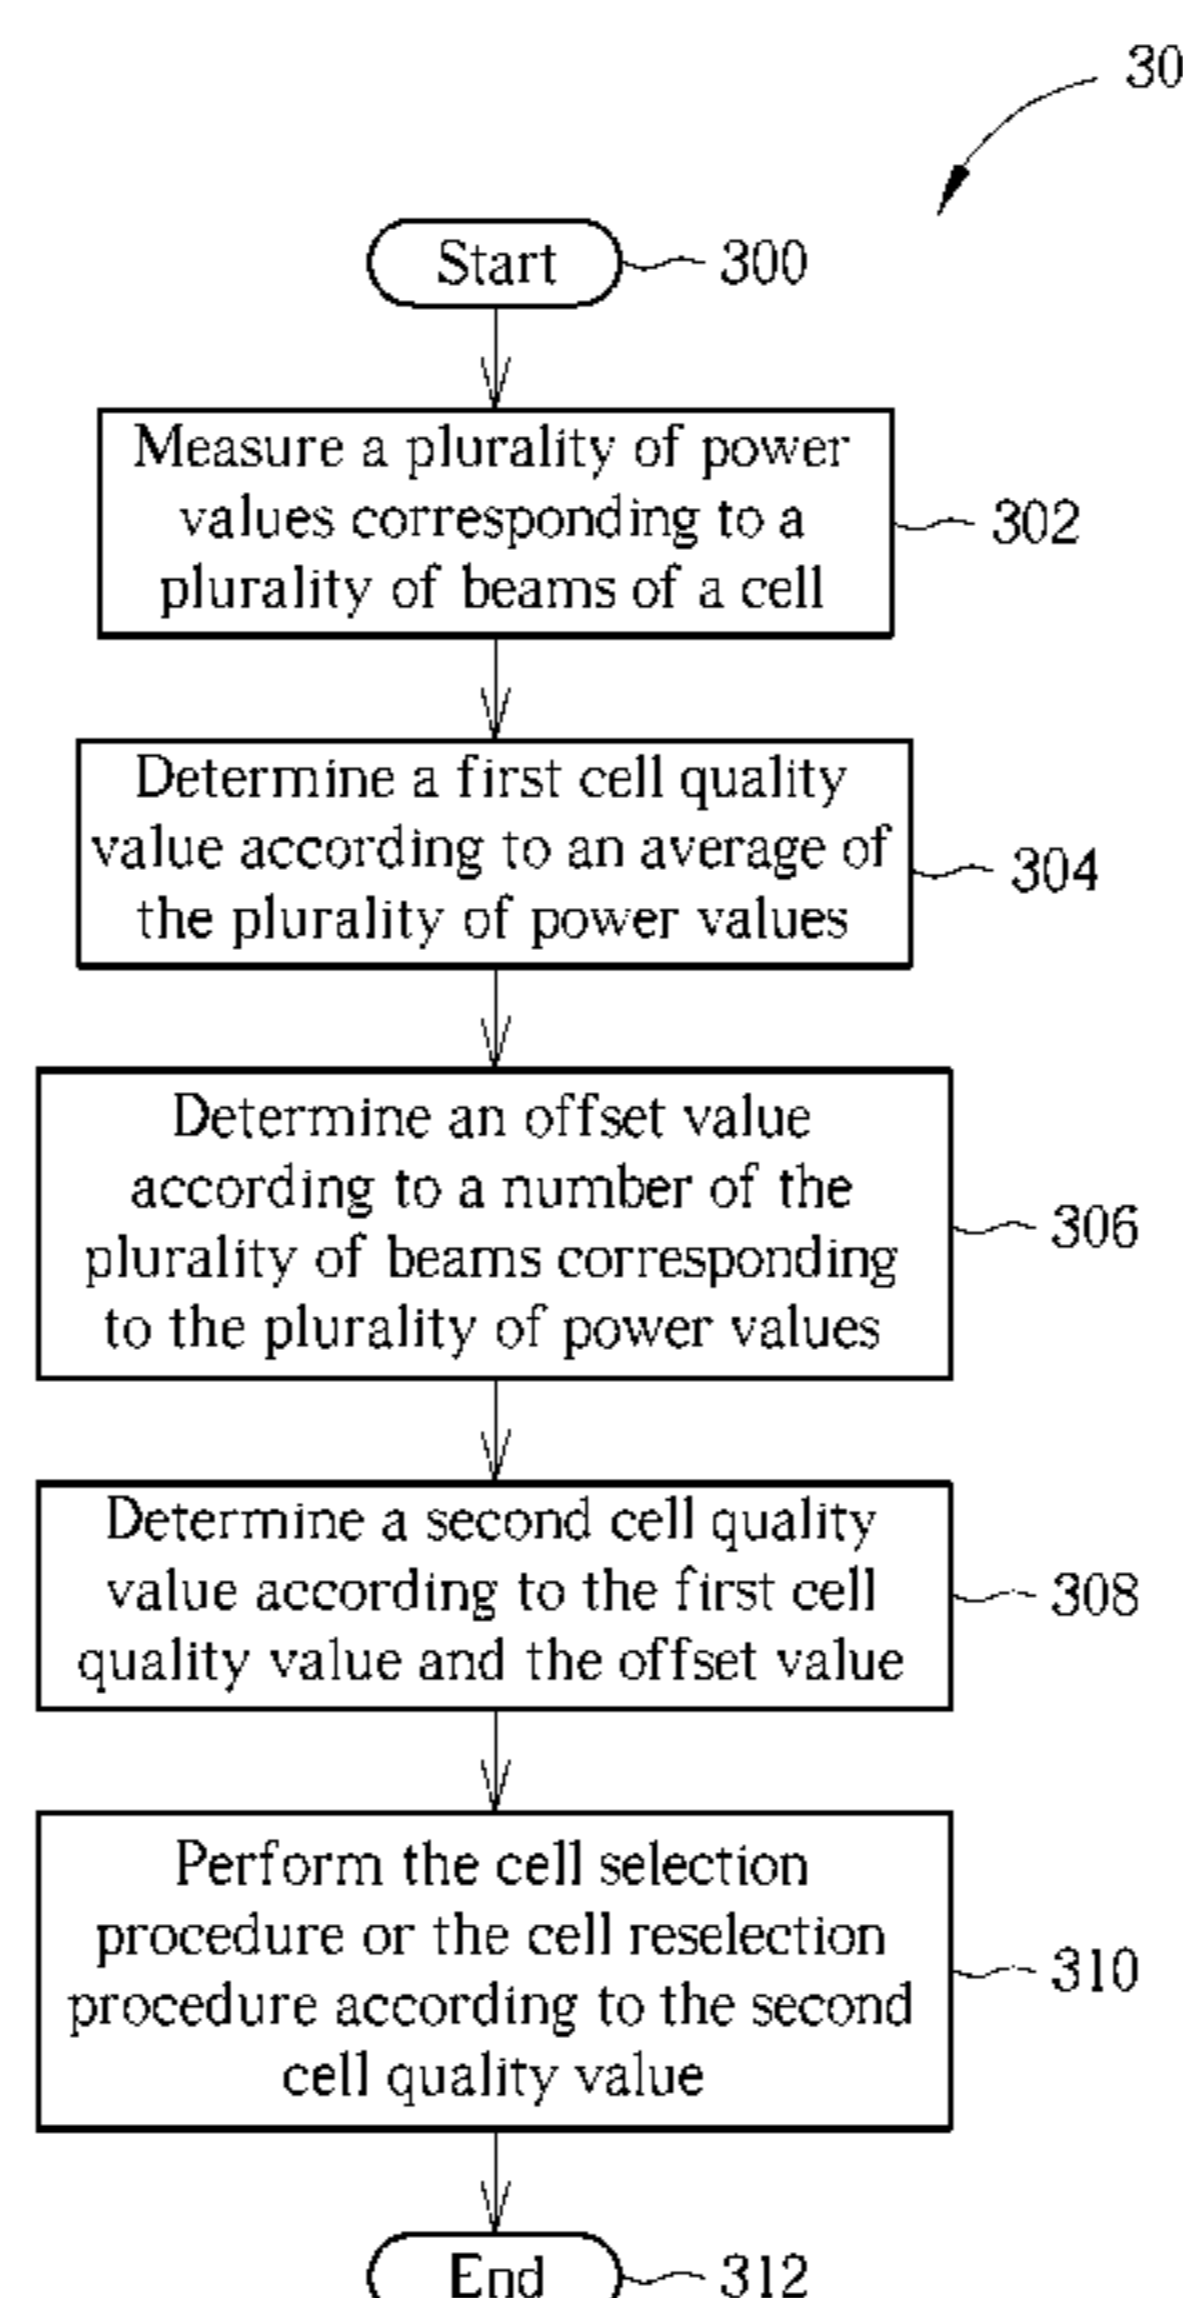 30
Start
300
Measure a plurality of power
values corresponding to a
plurality of beams of a cell
302
Determine a first cell quality
value according to an average of
the plurality of power values
304
Determine an offset value
according to a number of the
plurality of beams corresponding
to the plurality of power values
306
Determine a second cell quality
value according to the first cell
quality value and the offset value
308
Perform the cell selection
procedure or the cell reselection
procedure according to the second
cell quality value
310
End
312